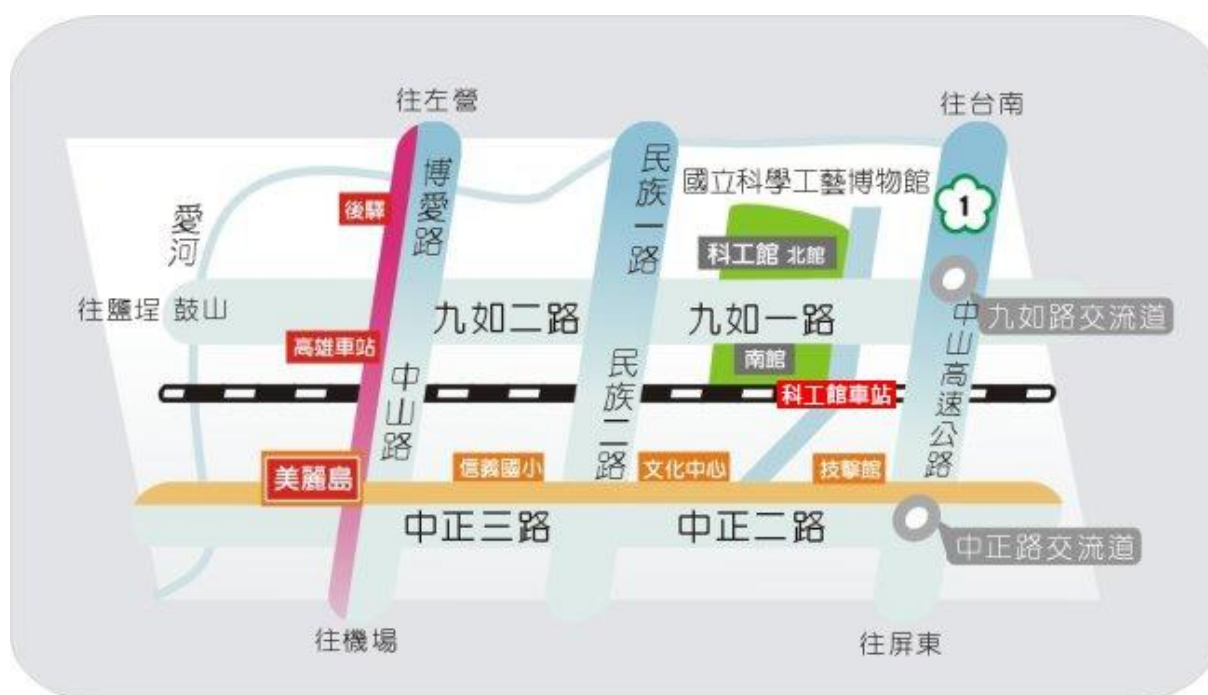 往左營
往台南
博愛路
民族一路
國立科學工藝博物館
1
後驛
愛河
科工館 北館
往鹽埕 鼓山
九如二路
九如一路
九如路交流道
高雄車站
南館
中山路
民族二路
科工館車站
中山高速公路
美麗島
信義國小
文化中心
技擊館
中正三路
中正二路
中正路交流道
往機場
往屏東